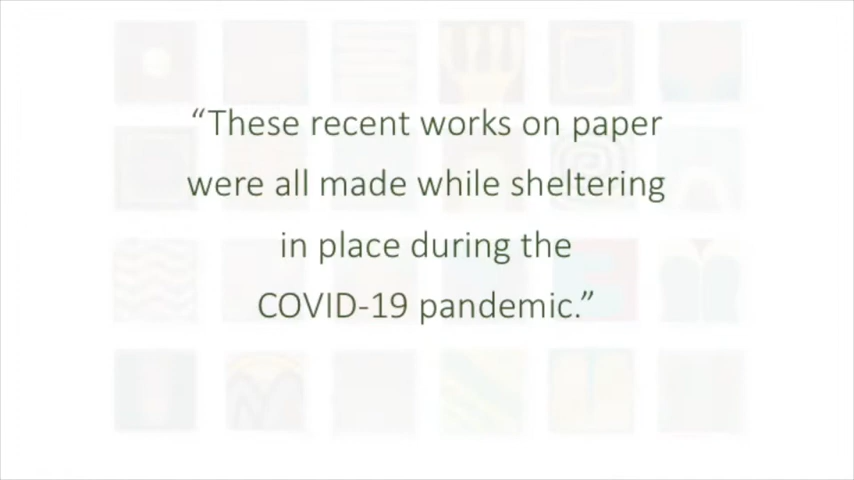 “These recent works on paper
were all made while sheltering
in place during the
COVID-19 pandemic.”